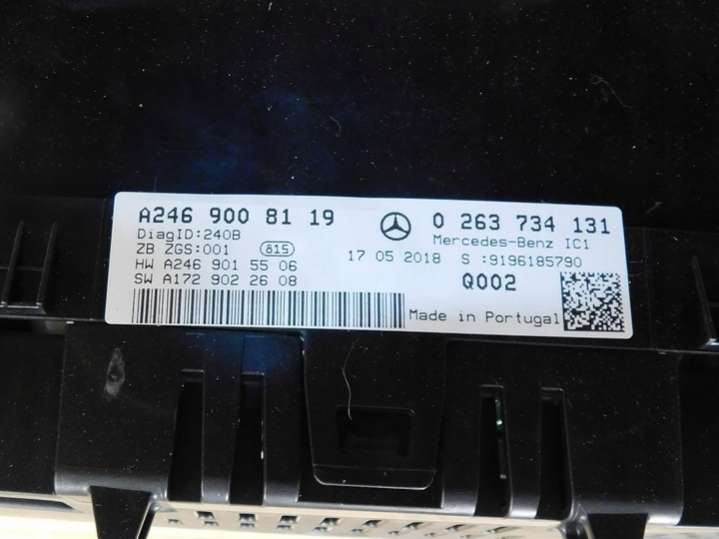 A246 900 81 19
0 263 734 131
DiagID:240B
Mercedes-Benz IC1
ZB ZGS:001 815
17 05 2018 S :9196185790
HW A246 901 55 06
SW A172 902 26 08
Q002
Made in Portugal